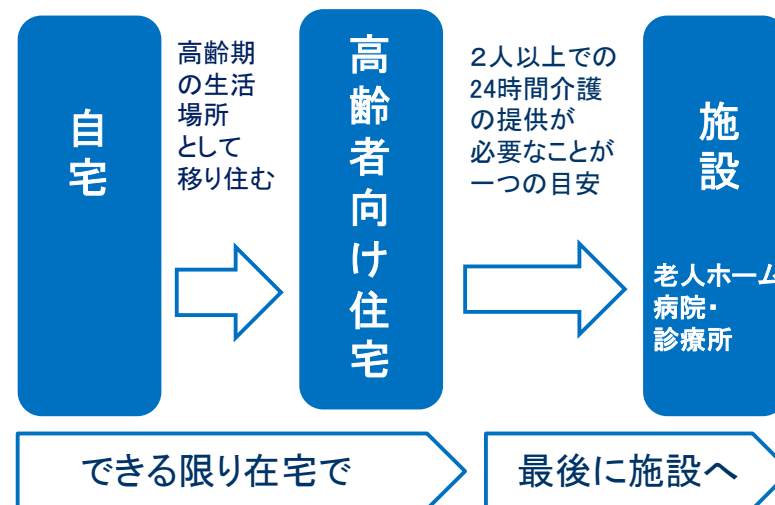 自宅
高齢期
の生活
場所
として
移り住む
高齢者向け住宅
２人以上での
24時間介護
の提供が
必要なことが
一つの目安
施設
老人ホーム
病院・
診療所
できる限り在宅で
最後に施設へ